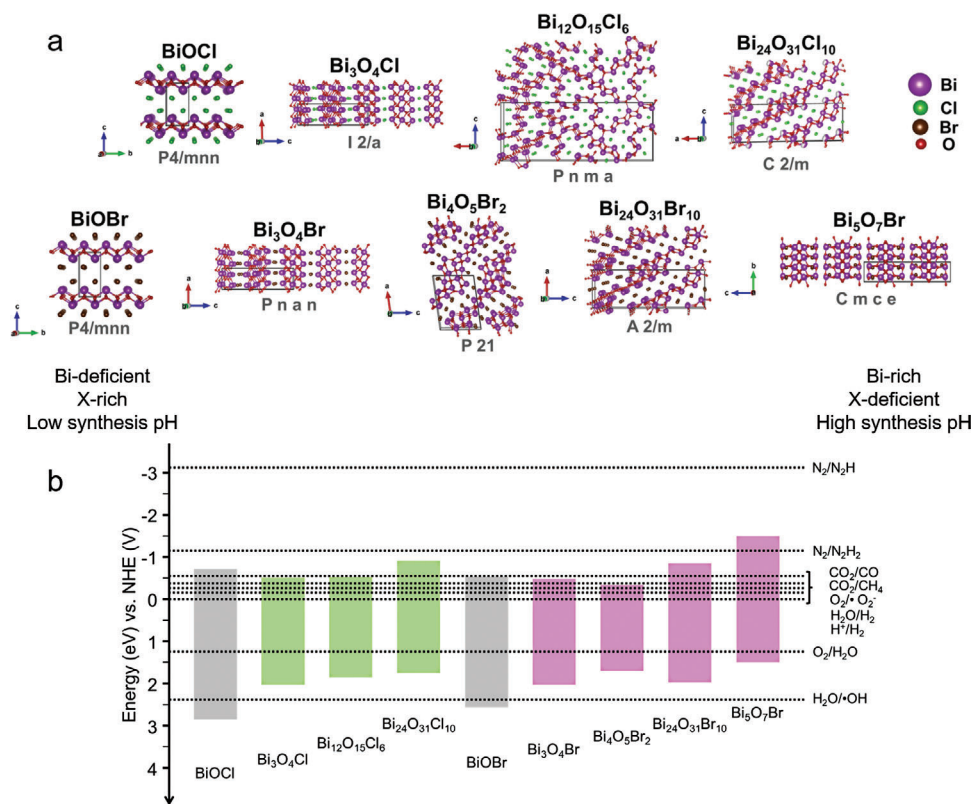 a
BiOCl
Bi₃O₄Cl
Bi₁₂O₁₅Cl₆
Bi₂₄O₃₁Cl₁₀
P4/mnn
I 2/a
P n m a
C 2/m
Bi
Cl
Br
O
c
b
a
c
a
c
a
BiOBr
Bi₃O₄Br
Bi₄O₅Br₂
Bi₂₄O₃₁Br₁₀
Bi₅O₇Br
P4/mnn
P n a n
P 21
A 2/m
C m c e
c
b
a
c
a
c
a
c
b
c
Bi-deficient
X-rich
Low synthesis pH
Bi-rich
X-deficient
High synthesis pH
b
Energy (eV) vs. NHE (V)
-3
-2
-1
0
1
2
3
4
N₂/N₂H
N₂/N₂H₂
CO₂/CO
CO₂/CH₄
O₂/• O₂⁻
H₂O/H₂
H⁺/H₂
O₂/H₂O
H₂O/•OH
BiOCl
Bi₃O₄Cl
Bi₁₂O₁₅Cl₆
Bi₂₄O₃₁Cl₁₀
BiOBr
Bi₃O₄Br
Bi₄O₅Br₂
Bi₂₄O₃₁Br₁₀
Bi₅O₇Br